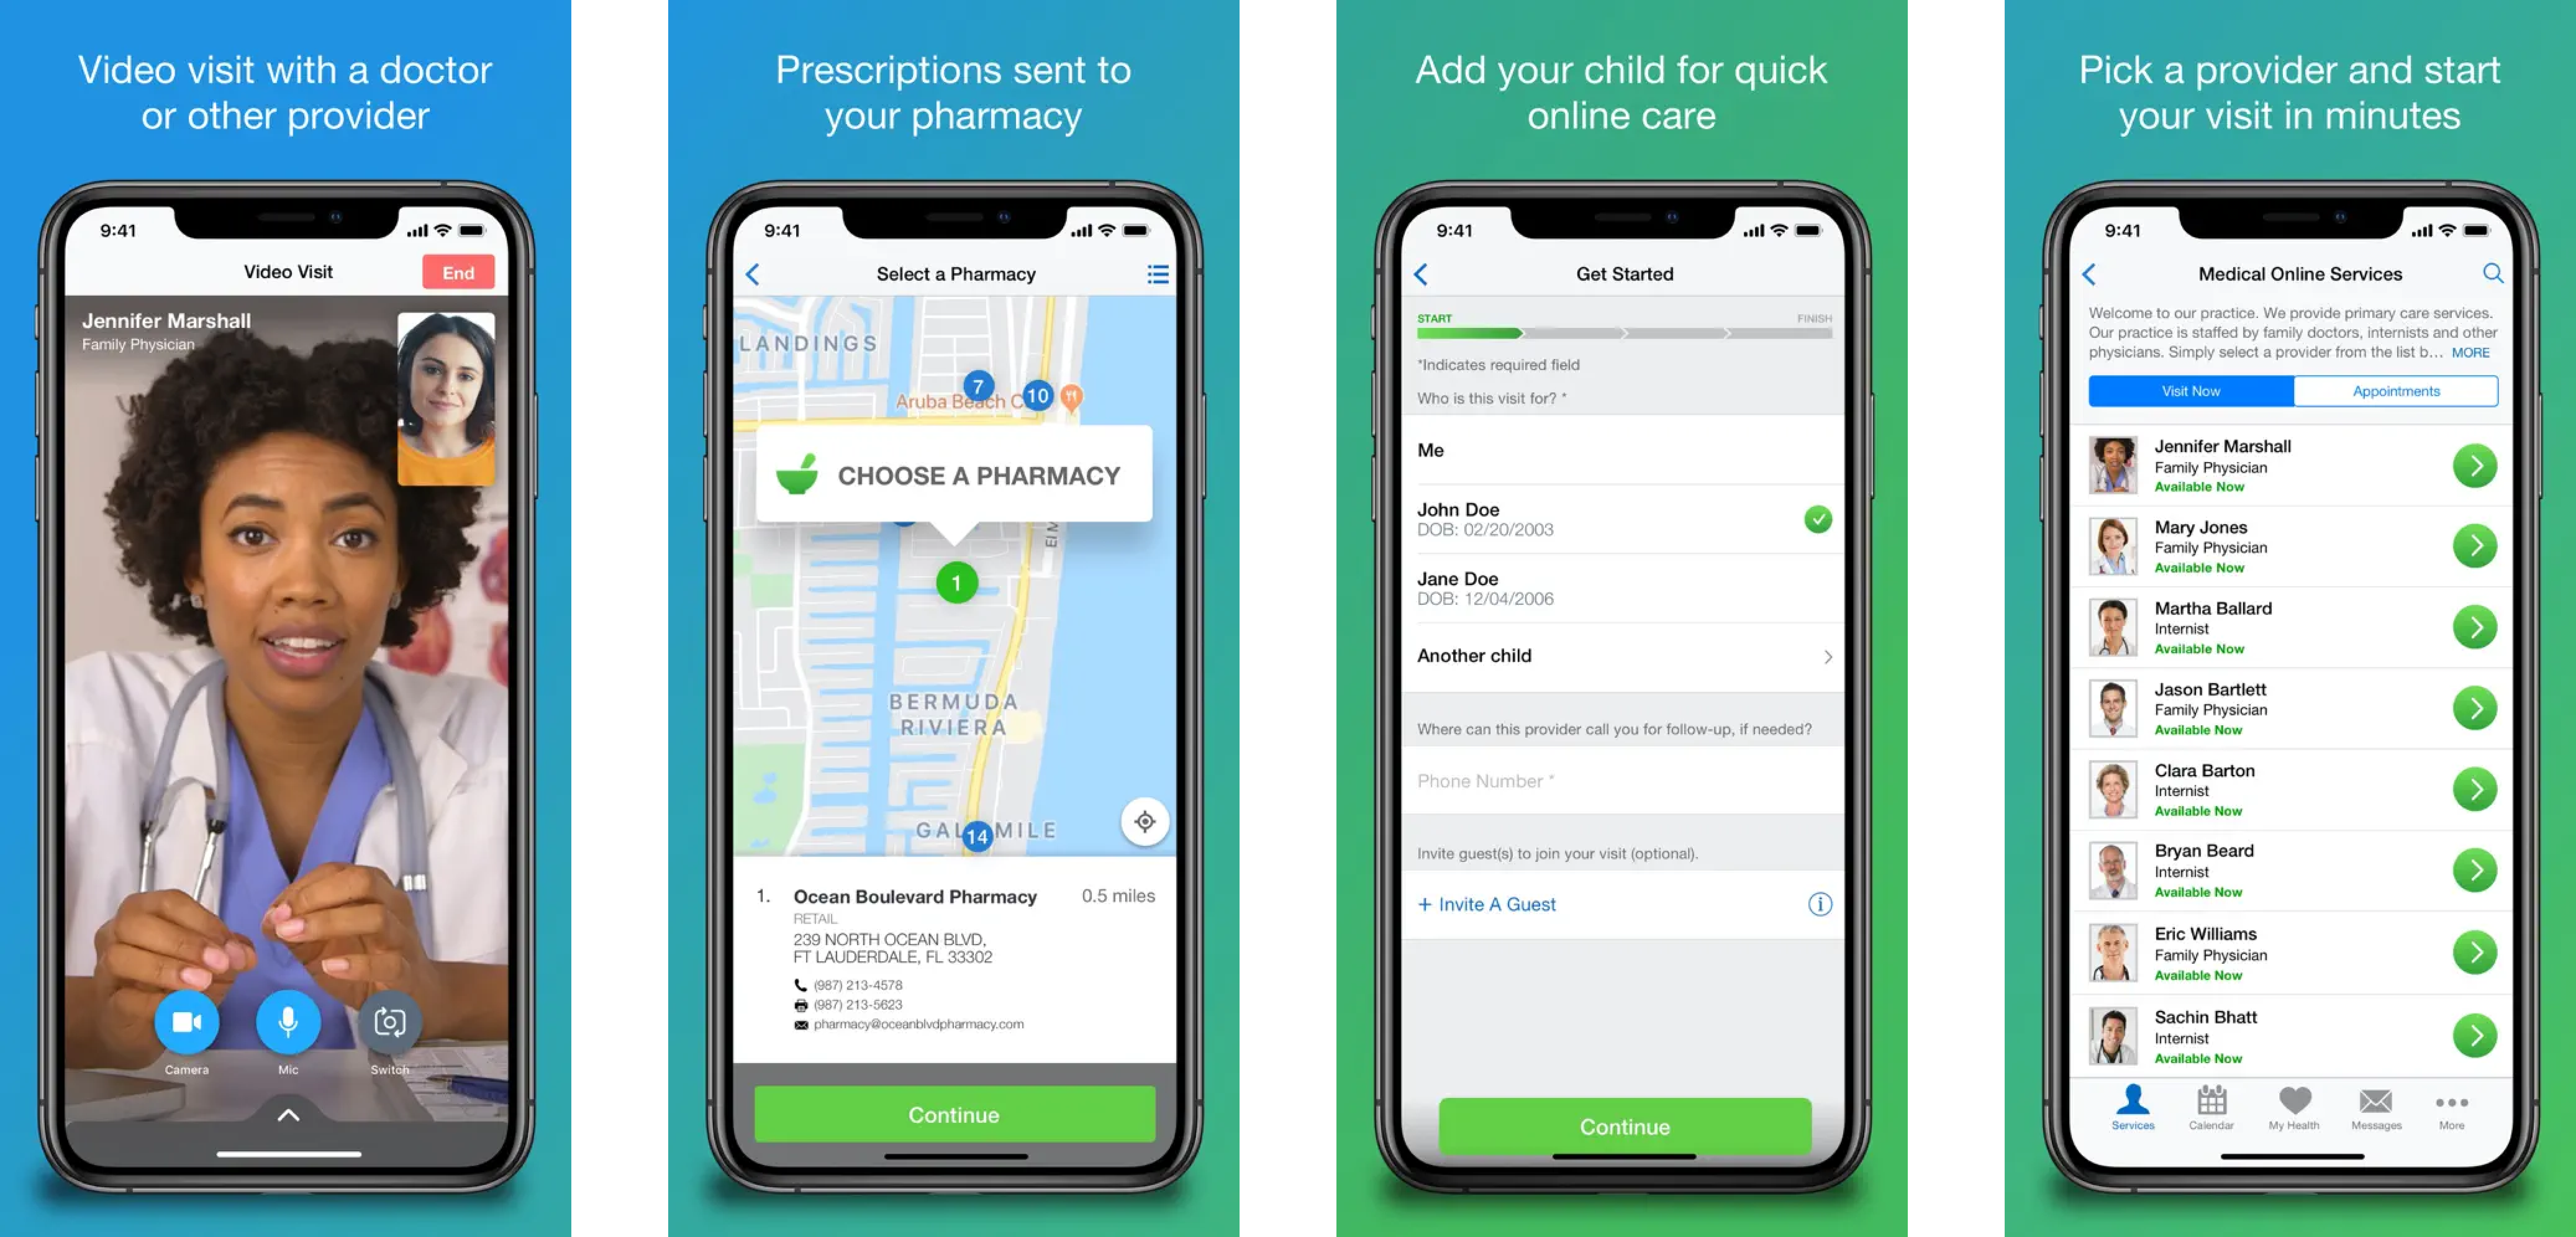 Video visit with a doctor
or other provider
9:41
Video Visit
End
Jennifer Marshall
Family Physician
Camera
Mic
Switch
Prescriptions sent to
your pharmacy
9:41
Select a Pharmacy
LANDINGS
7
10
Aruba Beach C
CHOOSE A PHARMACY
1
BERMUDA
RIVIERA
14
MILE
1.
Ocean Boulevard Pharmacy
0.5 miles
RETAIL
239 NORTH OCEAN BLVD,
FT LAUDERDALE, FL 33302
(987) 213-4578
(987) 213-5623
pharmacy@oceanblvdpharmacy.com
Continue
Add your child for quick
online care
9:41
Get Started
START
FINISH
*Indicates required field
Who is this visit for? *
Me
John Doe
DOB: 02/20/2003
Jane Doe
DOB: 12/04/2006
Another child
Where can this provider call you for follow-up, if needed?
Phone Number *
Invite guest(s) to join your visit (optional).
+ Invite A Guest
Continue
Pick a provider and start
your visit in minutes
9:41
Medical Online Services
Welcome to our practice. We provide primary care services.
Our practice is staffed by family doctors, internists and other
physicians. Simply select a provider from the list b... MORE
Visit Now
Appointments
Jennifer Marshall
Family Physician
Available Now
Mary Jones
Family Physician
Available Now
Martha Ballard
Internist
Available Now
Jason Bartlett
Family Physician
Available Now
Clara Barton
Internist
Available Now
Bryan Beard
Internist
Available Now
Eric Williams
Family Physician
Available Now
Sachin Bhatt
Internist
Available Now
Services
Calendar
My Health
Messages
More